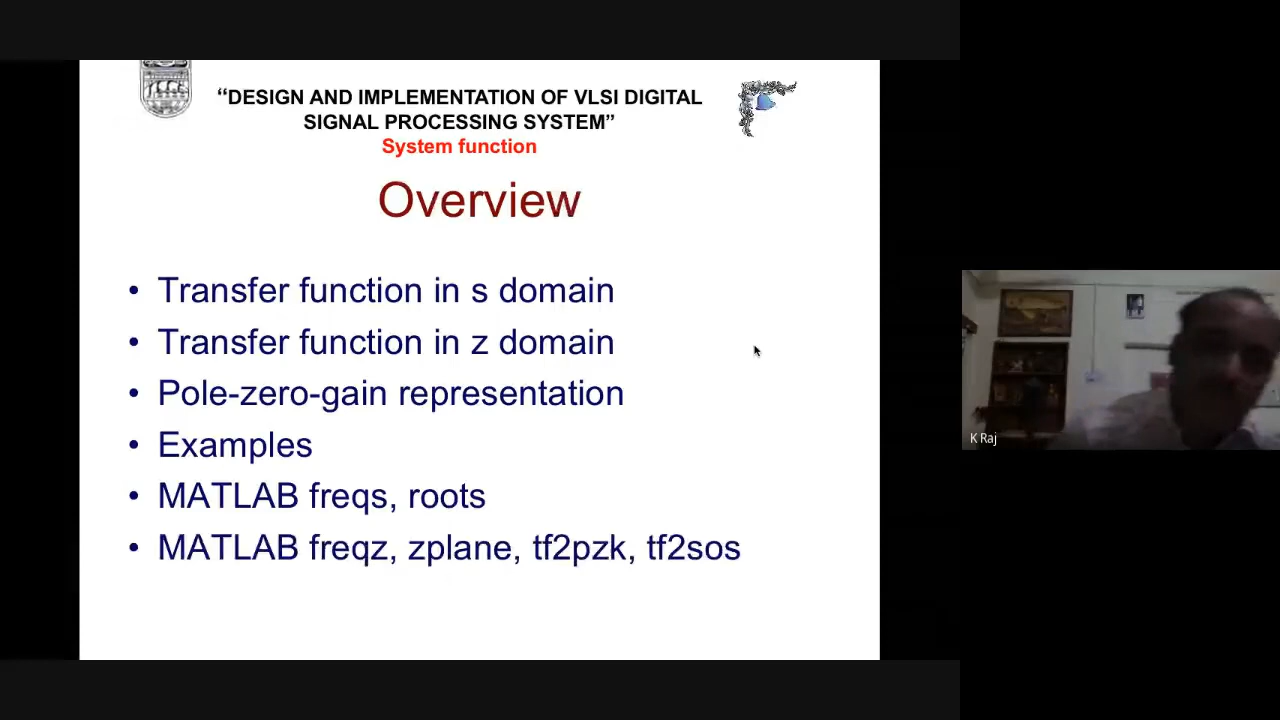 “DESIGN AND IMPLEMENTATION OF VLSI DIGITAL
SIGNAL PROCESSING SYSTEM”
System function
Overview
• Transfer function in s domain
• Transfer function in z domain
• Pole-zero-gain representation
• Examples
• MATLAB freqs, roots
• MATLAB freqz, zplane, tf2pzk, tf2sos
K Raj